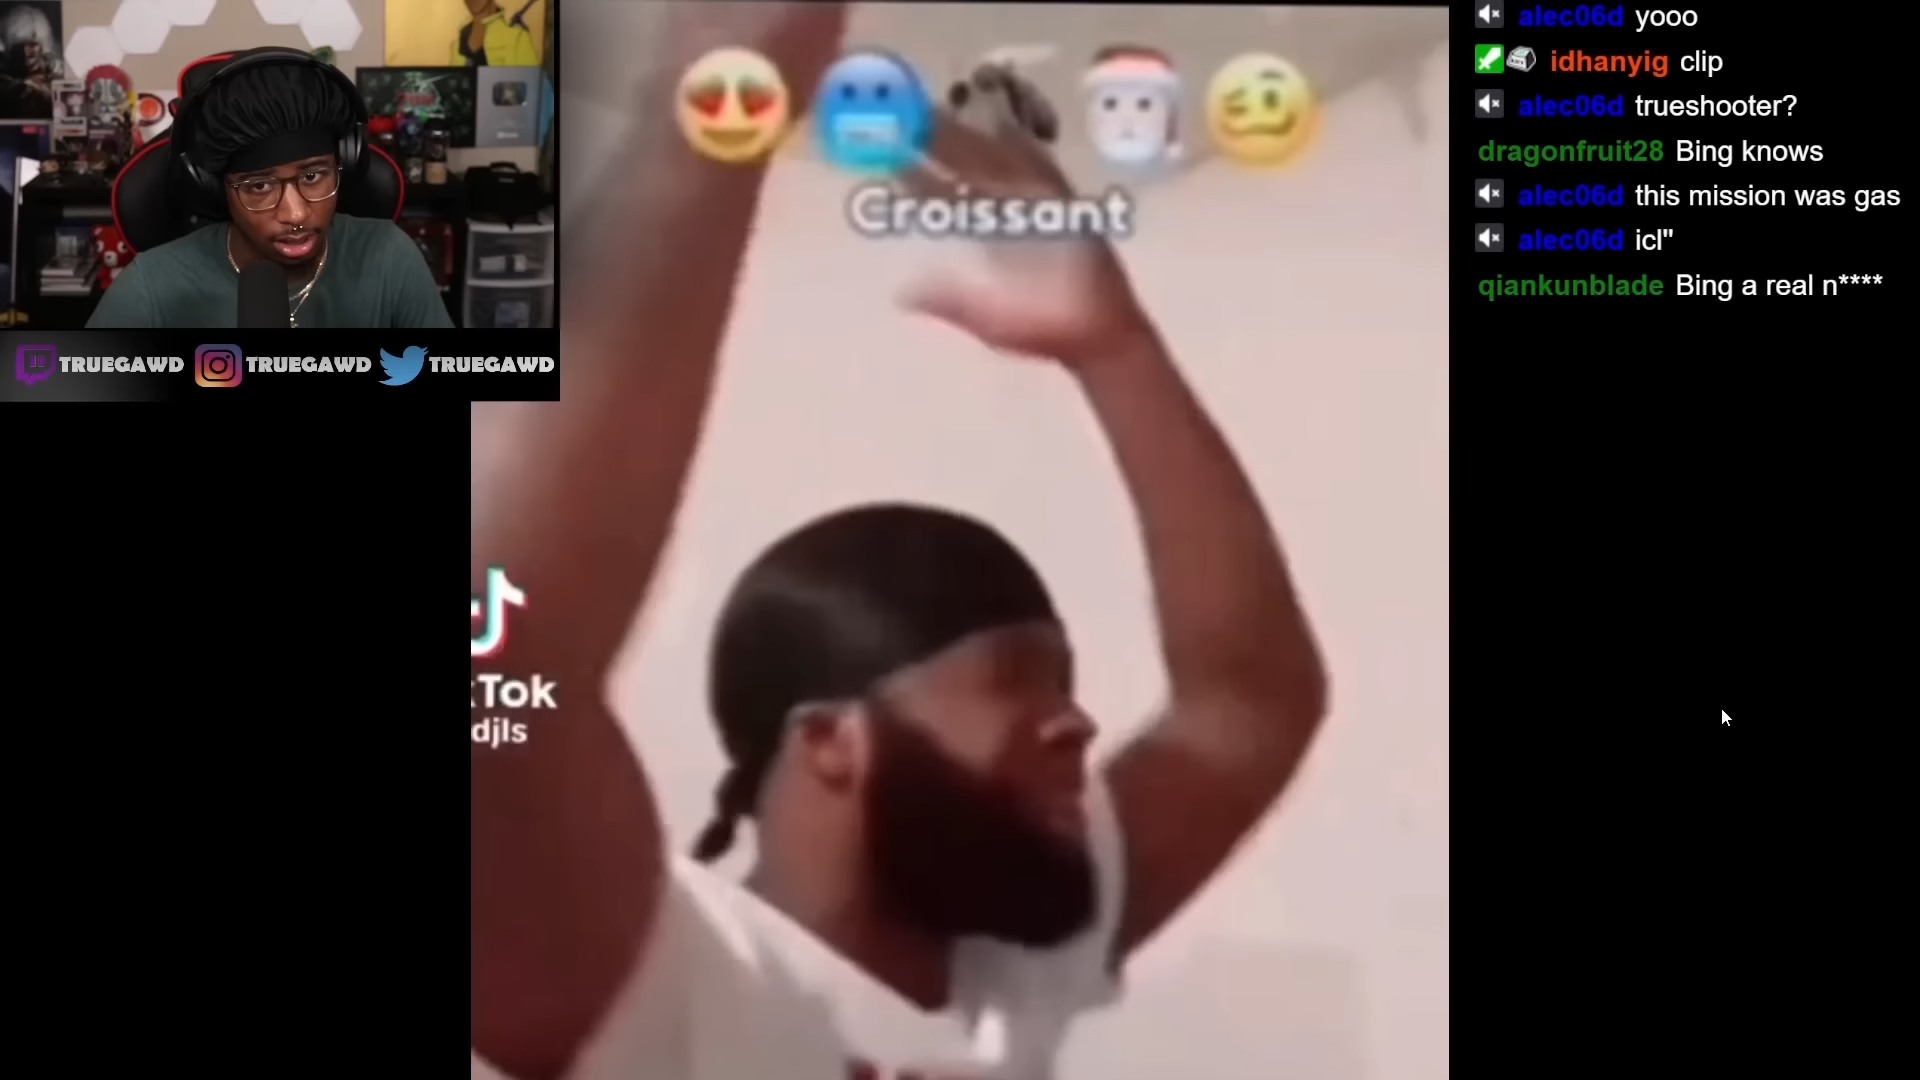 alec06d yooo
idhanyig clip
alec06d trueshooter?
dragonfruit28 Bing knows
alec06d this mission was gas
alec06d icl"
qiankunblade Bing a real n****
TRUEGAWD TRUEGAWD TRUEGAWD
Croissant
kTok
djls